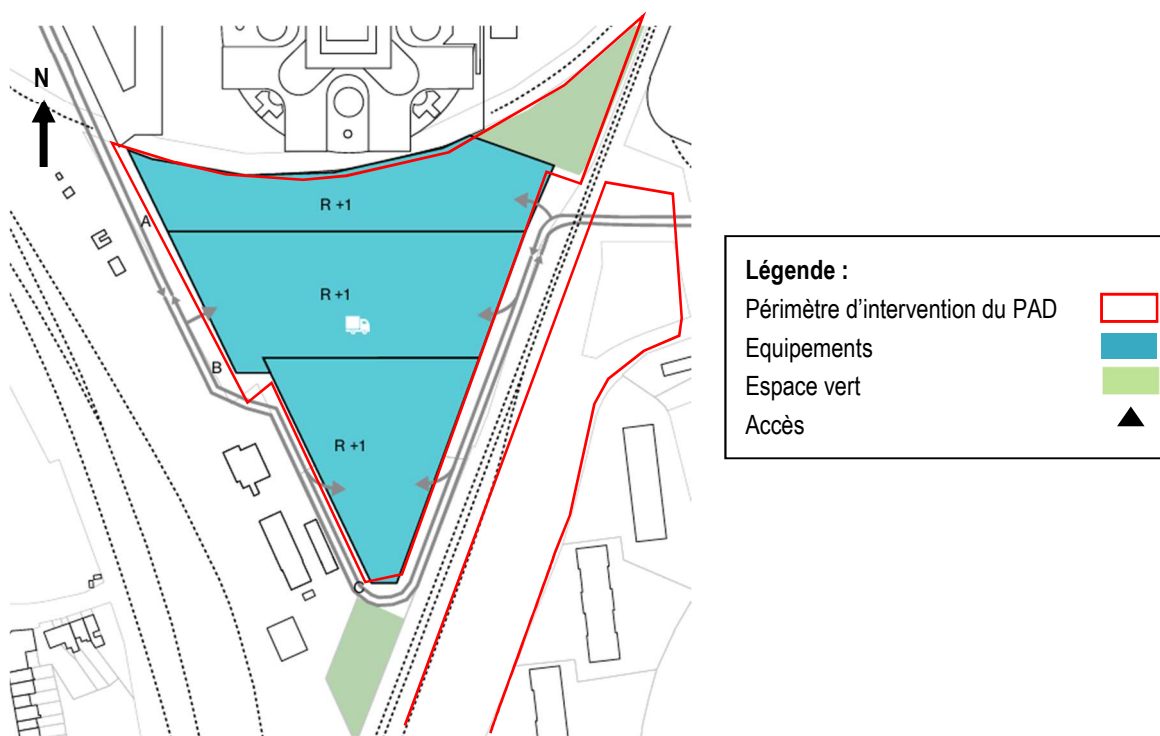 N
A
R +1
R +1
B
R +1
C
Légende :
Périmètre d'intervention du PAD
Equipements
Espace vert
Accès